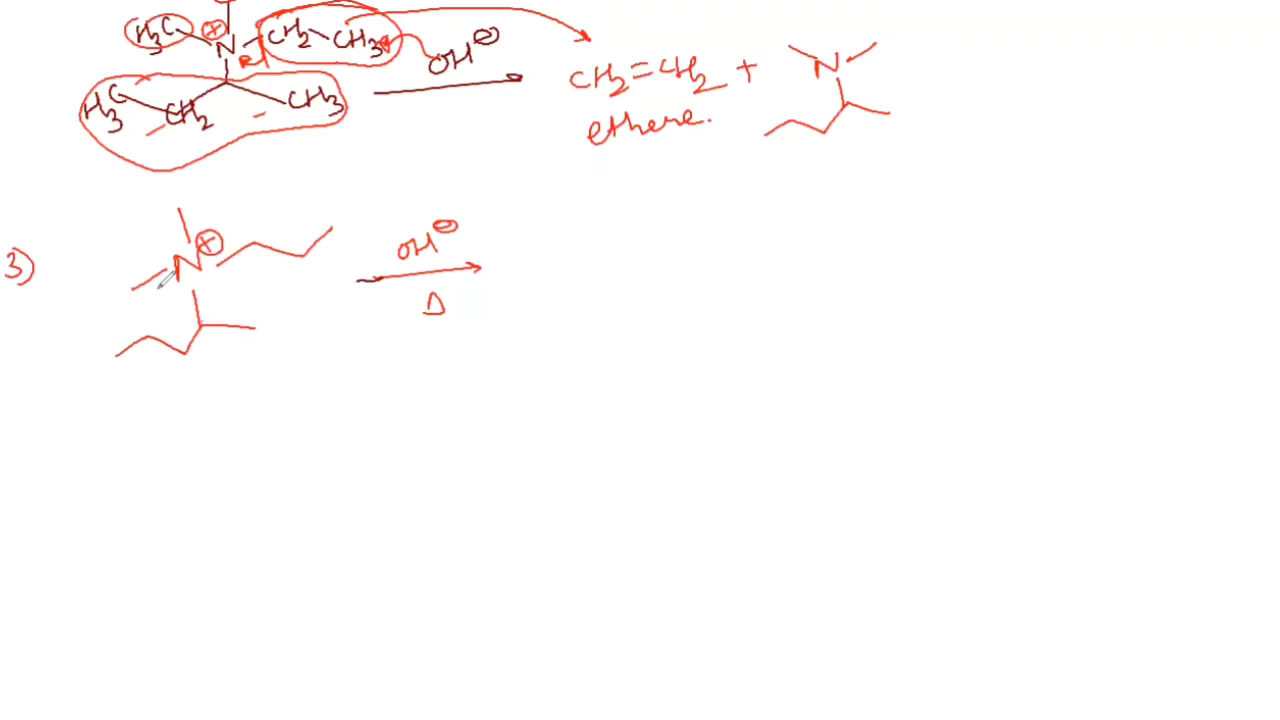 H3C ⊕ N CH2 CH3 OH⊖
H3C CH2 CH3
CH2=CH2 + N
ethene.
3) N⊕ OH⊖
Δ